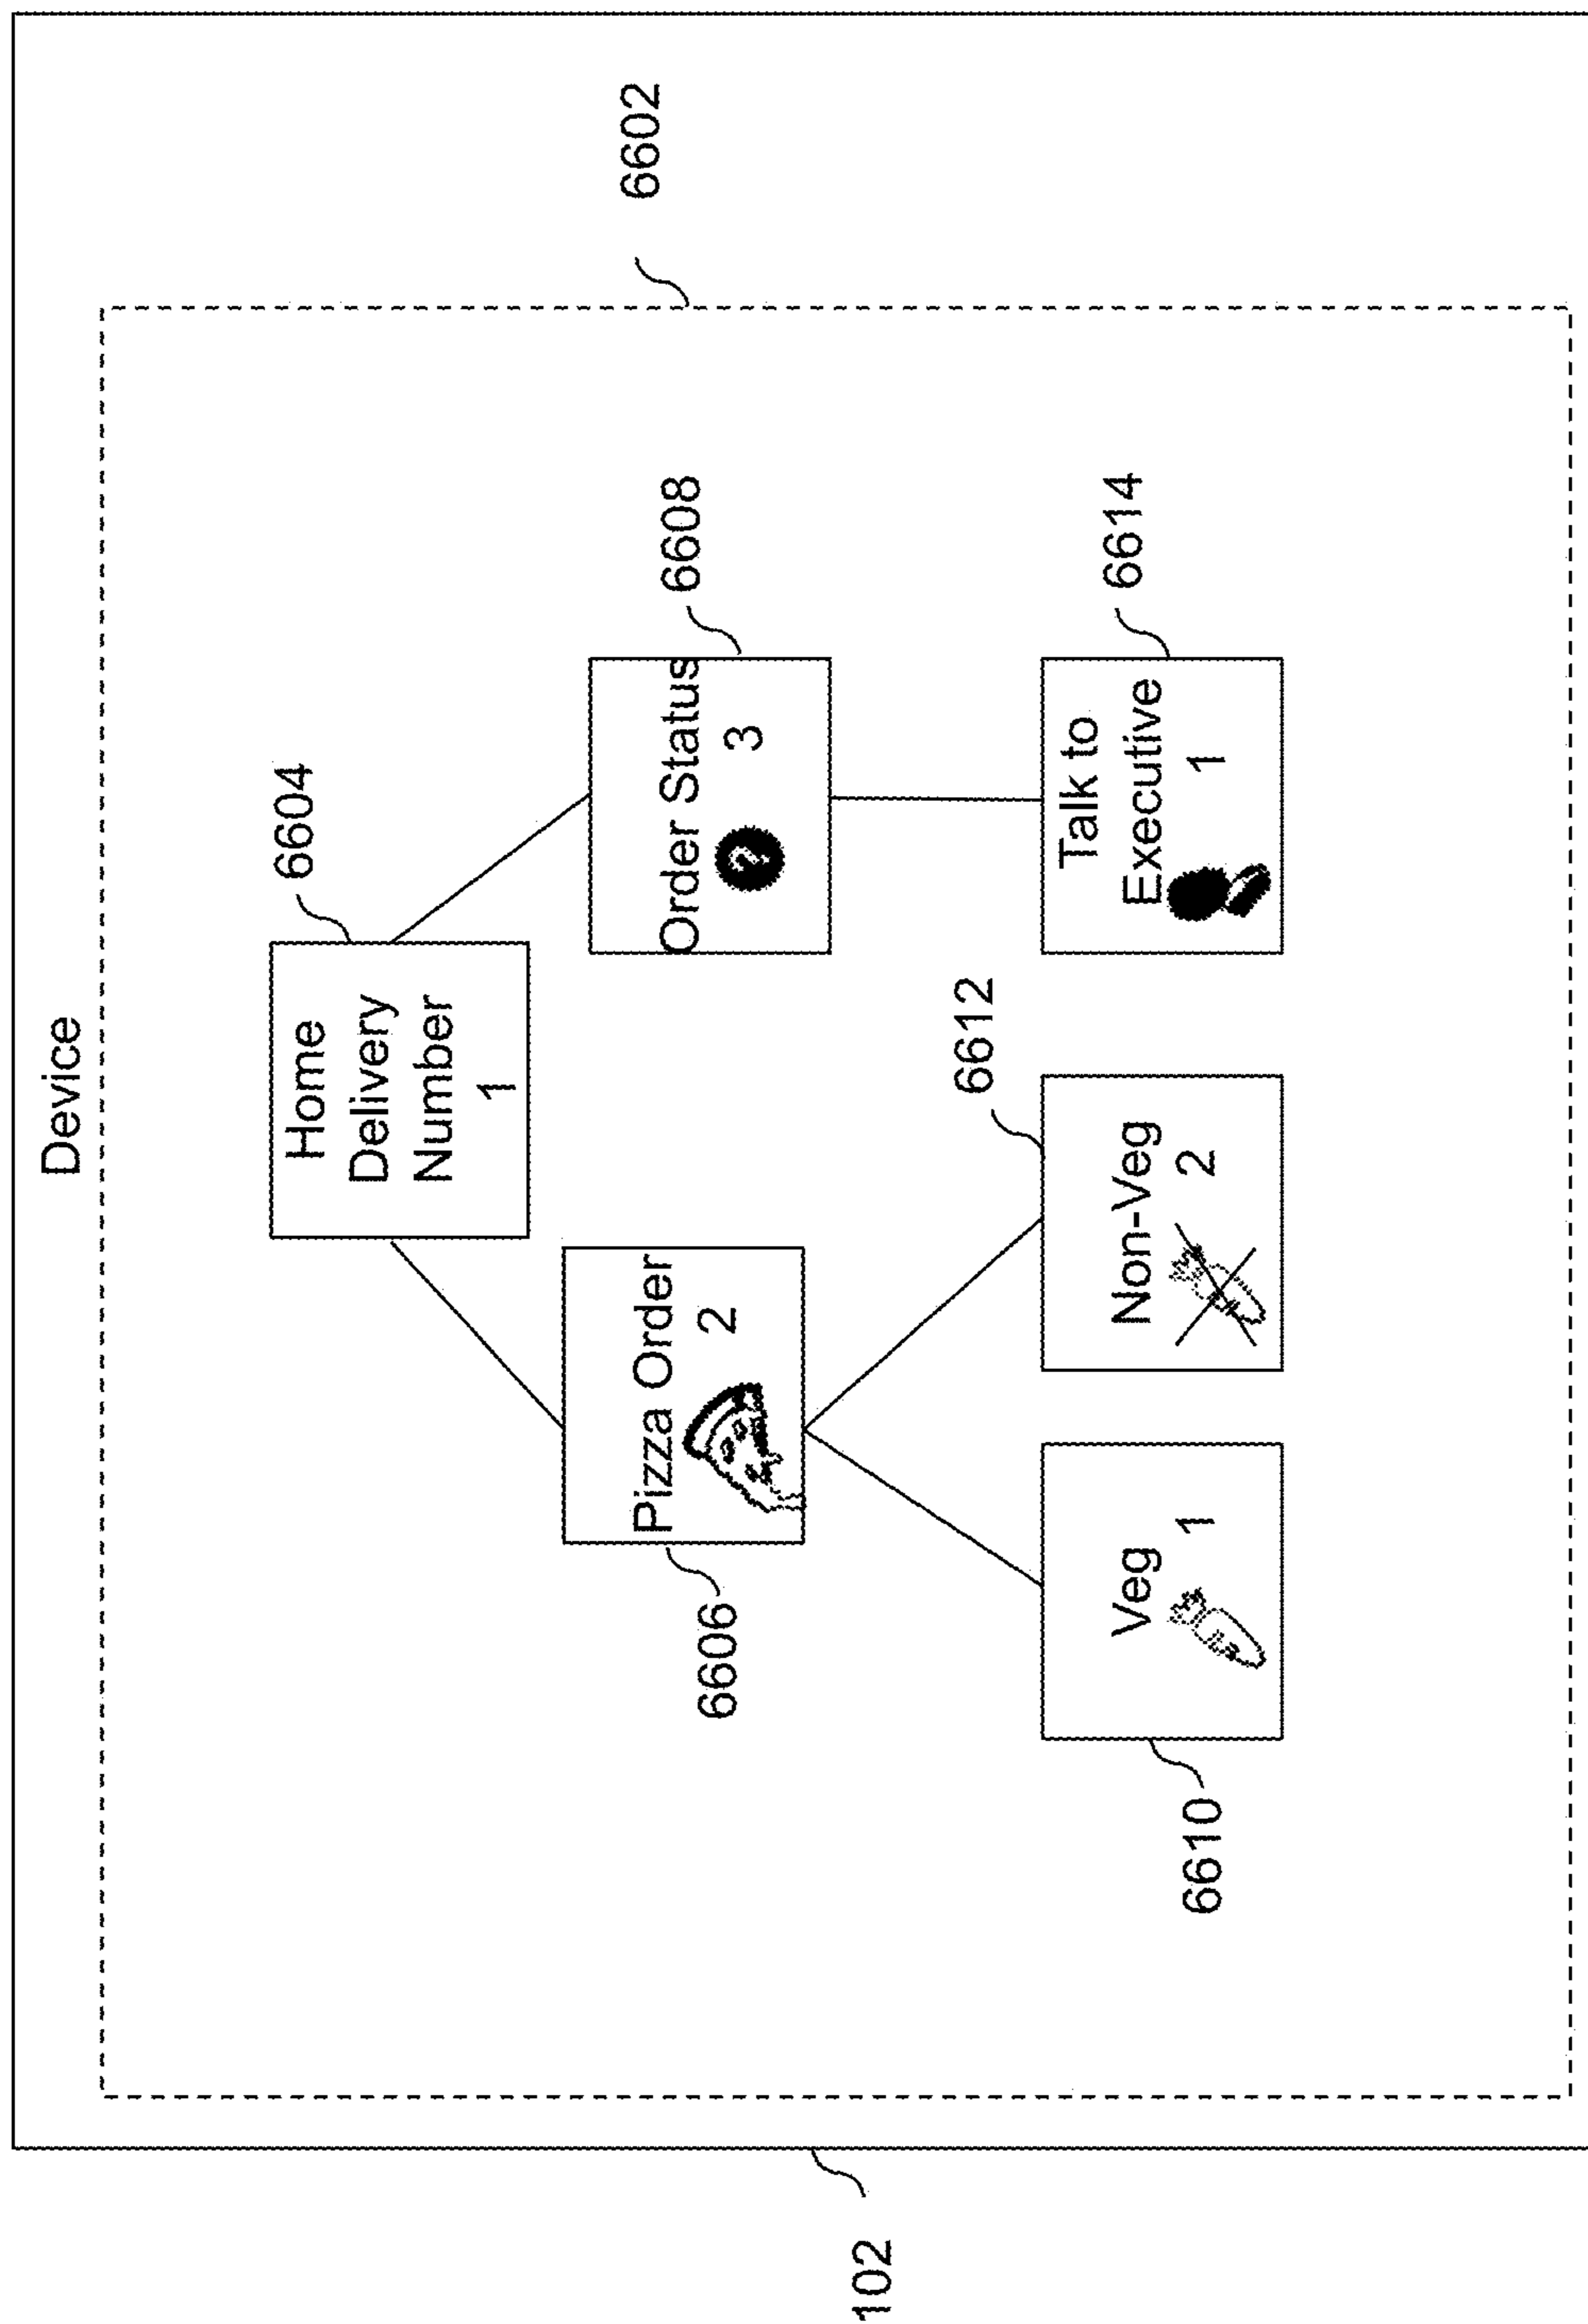 Device
6602
6604
Home
Delivery
Number
1
6606
Pizza Order
2
Order Status
3
6608
6610
Veg
1
6612
Non-Veg
2
Talk to
Executive
1
6614
102